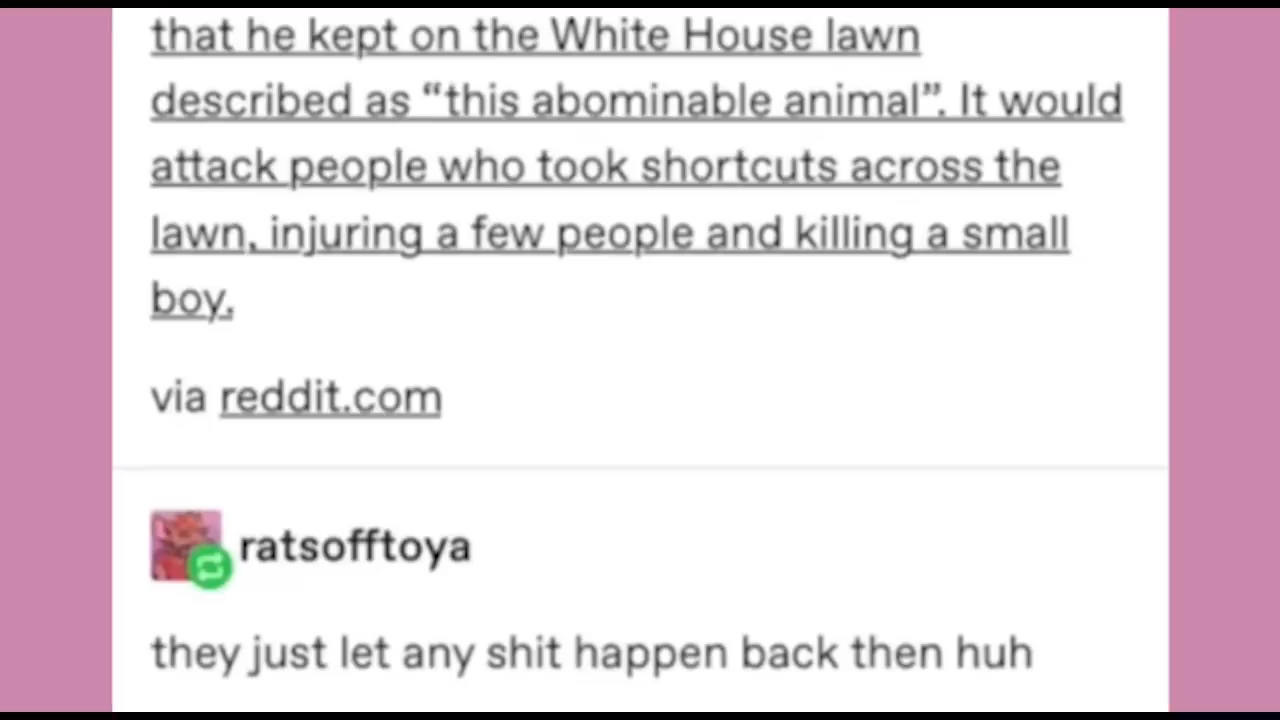 that he kept on the White House lawn
described as “this abominable animal”. It would
attack people who took shortcuts across the
lawn, injuring a few people and killing a small
boy.
via reddit.com
ratsofftoya
they just let any shit happen back then huh